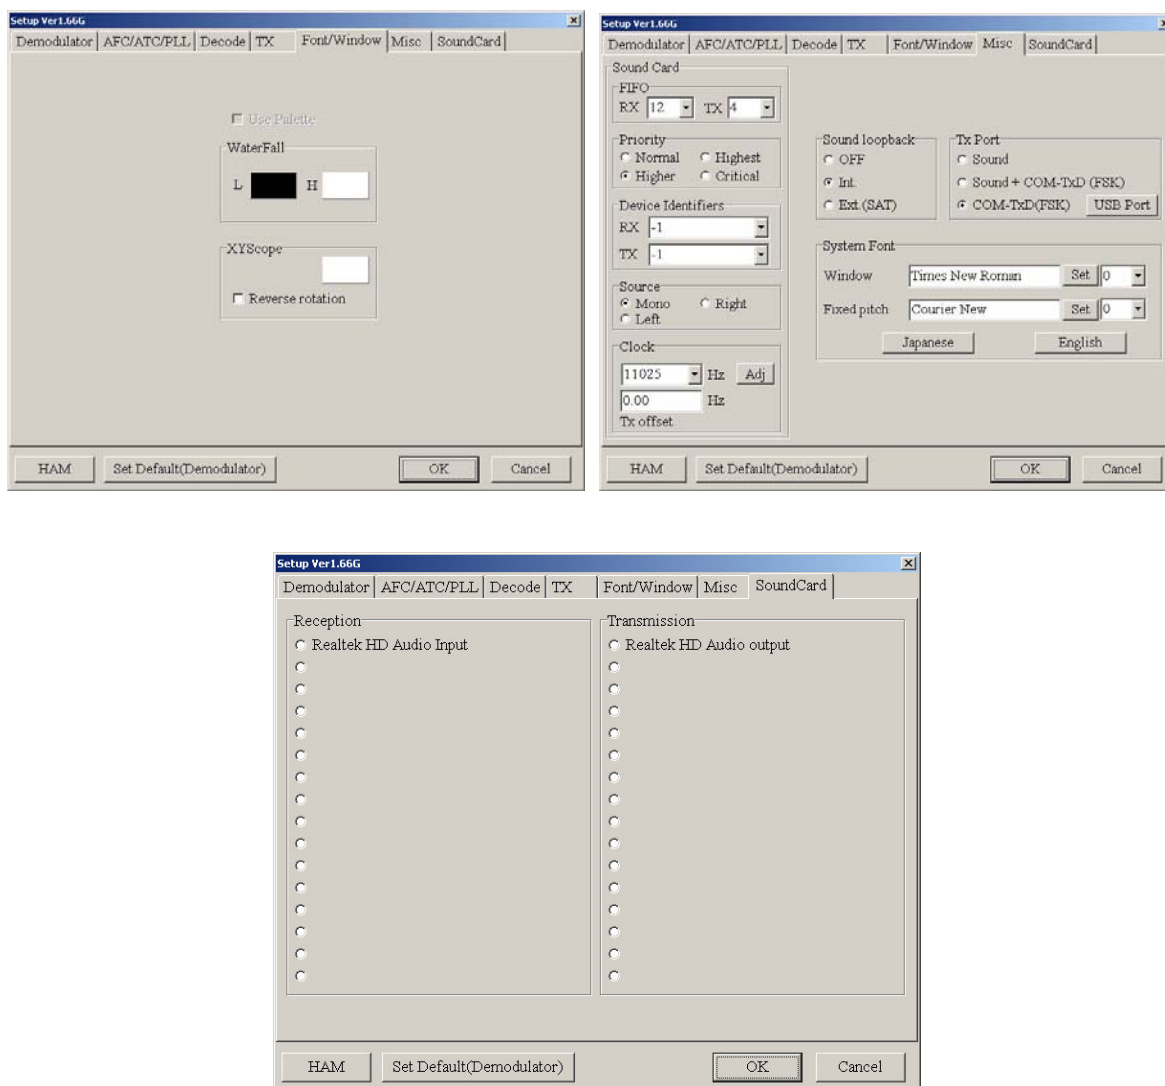 Setup Ver1.66G
Demodulator AFC/ATC/PLL Decode TX Font/Window Misc SoundCard
Use Palette
WaterFall
L H
XYScope
Reverse rotation
HAM Set Default(Demodulator) OK Cancel
Setup Ver1.66G
Demodulator AFC/ATC/PLL Decode TX Font/Window Misc SoundCard
Sound Card
FIFO
RX 12 TX 4
Priority
Normal Highest
Higher Critical
Device Identifiers
RX -1
TX -1
Source
Mono Right
Left
Clock
11025 Hz Adj
0.00 Hz
Tx offset
Sound loopback
OFF
Int.
Ext.(SAT)
Tx Port
Sound
Sound + COM-TxD (FSK)
COM-TxD(FSK) USB Port
System Font
Window Times New Roman Set 0
Fixed pitch Courier New Set 0
Japanese English
HAM Set Default(Demodulator) OK Cancel
Setup Ver1.66G
Demodulator AFC/ATC/PLL Decode TX Font/Window Misc SoundCard
Reception
Realtek HD Audio Input
Transmission
Realtek HD Audio output
HAM Set Default(Demodulator) OK Cancel